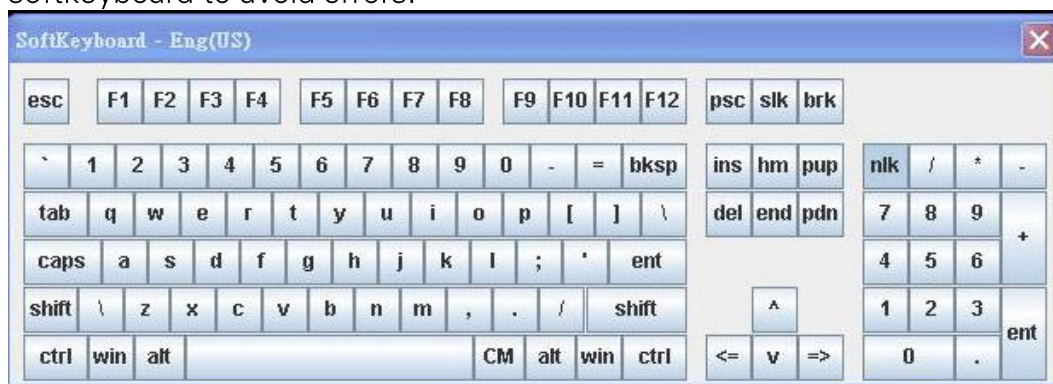 softkeyboard to avoid errors.
SoftKeyboard - Eng(US)
esc F1 F2 F3 F4 F5 F6 F7 F8 F9 F10 F11 F12 psc slk brk
` 1 2 3 4 5 6 7 8 9 0 - = bksp ins hm pup nlk / * -
tab q w e r t y u i o p [ ] \ del end pdn 7 8 9 +
caps a s d f g h j k l ; ' ent 4 5 6
shift \ z x c v b n m , . / shift ^ 1 2 3 ent
ctrl win alt CM alt win ctrl <= v => 0 .